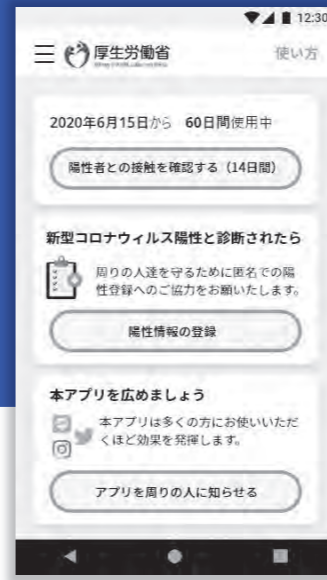 12:30
厚生労働省
使い方
2020年6月15日から 60日間使用中
陽性者との接触を確認する（14日間）
新型コロナウィルス陽性と診断されたら
周りの人達を守るために匿名での陽
性登録へのご協力をお願いいたします。
陽性情報の登録
本アプリを広めましょう
本アプリは多くの方にお使いいただ
くほど効果を発揮します。
アプリを周りの人に知らせる